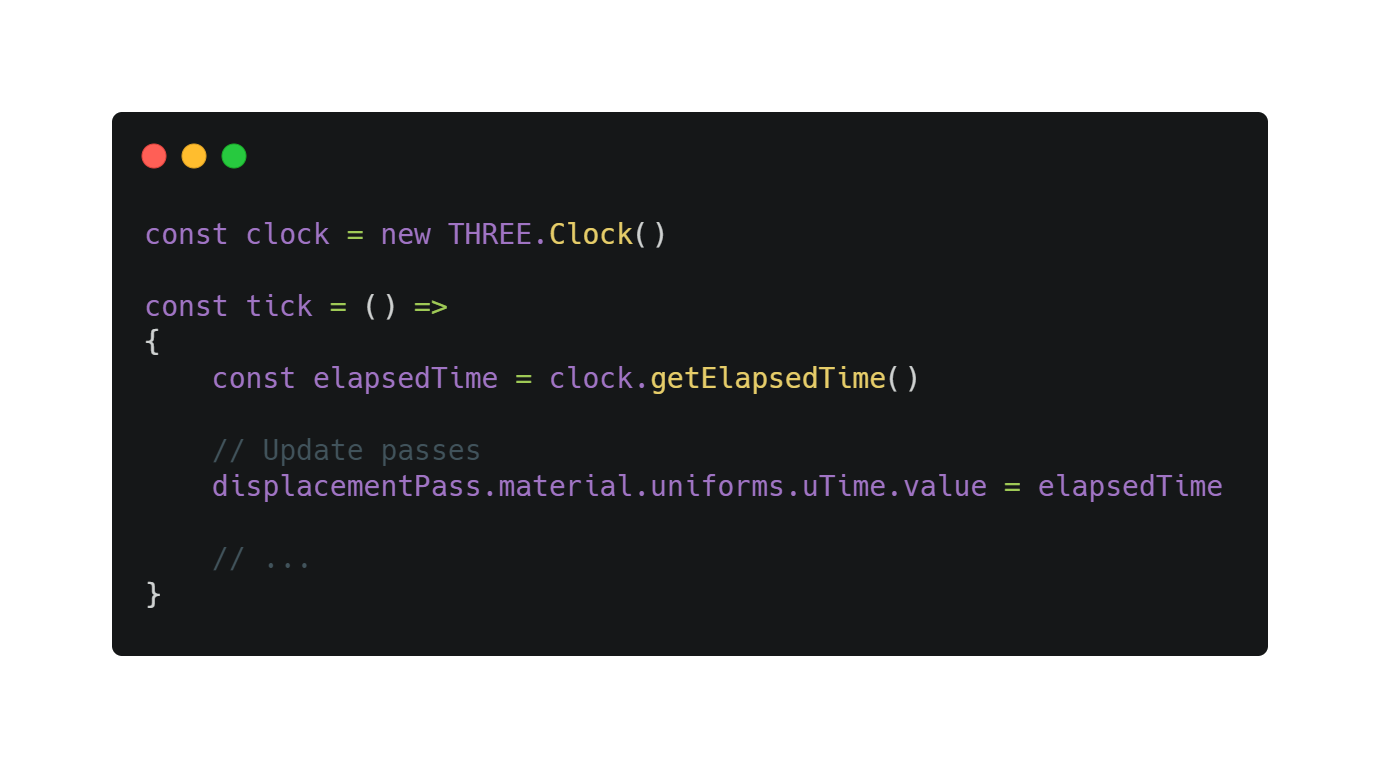 const clock = new THREE.Clock()

const tick = () =>
{
    const elapsedTime = clock.getElapsedTime()

    // Update passes
    displacementPass.material.uniforms.uTime.value = elapsedTime

    // ...
}